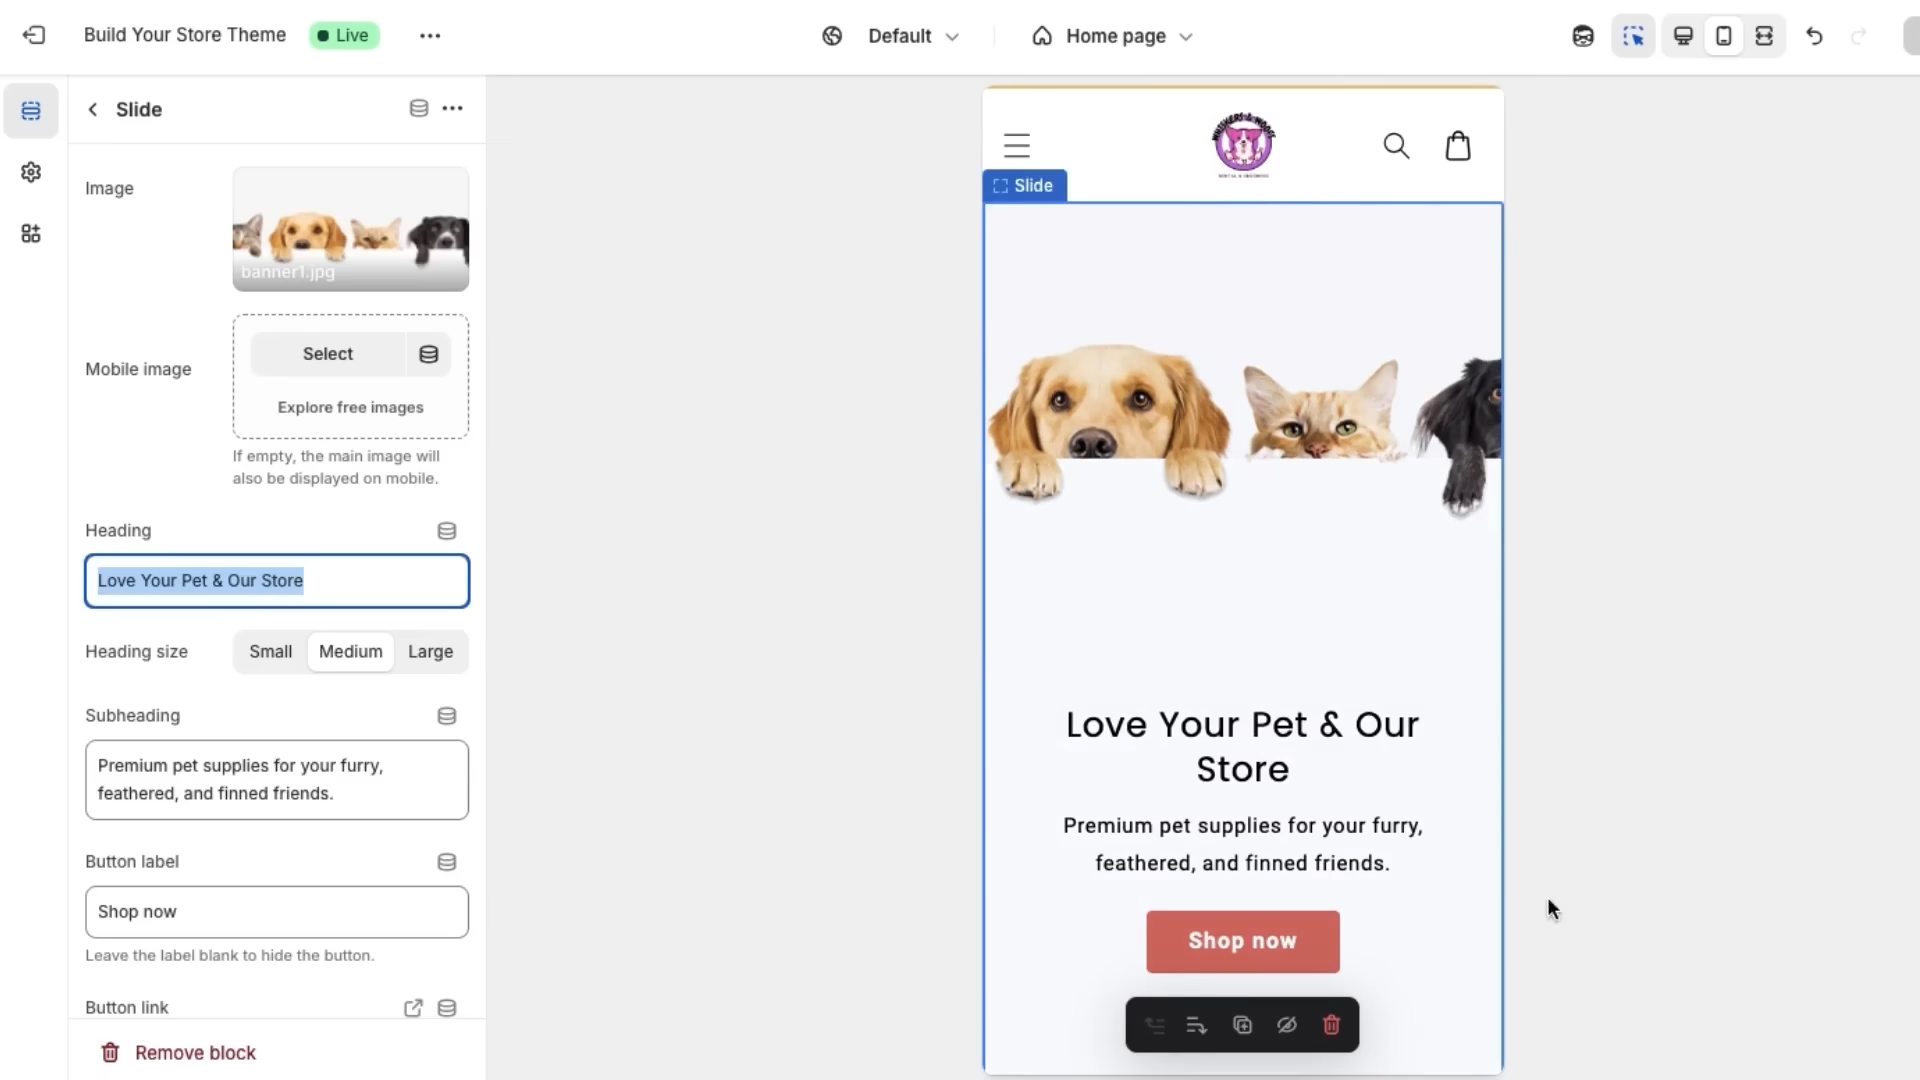 Build Your Store Theme
Live
Default
Home page
Slide
Image
banner1.jpg
Mobile image
Select
Explore free images
If empty, the main image will
also be displayed on mobile.
Heading
Love Your Pet & Our Store
Heading size
Small
Medium
Large
Subheading
Premium pet supplies for your furry,
feathered, and finned friends.
Button label
Shop now
Leave the label blank to hide the button.
Button link
Remove block
WHISKERS & WOOFS
Slide
Love Your Pet & Our
Store
Premium pet supplies for your furry,
feathered, and finned friends.
Shop now